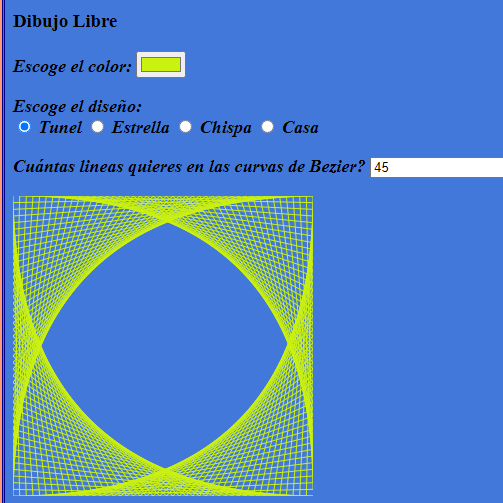 Dibujo Libre
Escoge el color:
Escoge el diseño:
Tunel Estrella Chispa Casa
Cuántas lineas quieres en las curvas de Bezier? 45